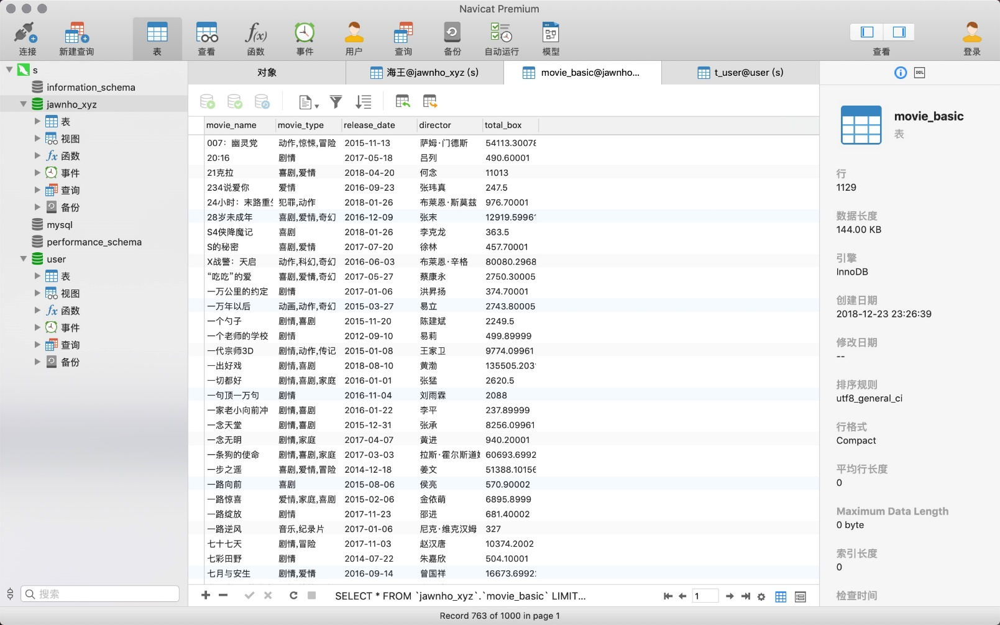 Navicat Premium
连接 新建查询 表 查看 函数 事件 用户 查询 备份 自动运行 模型 查看 登录
s
information_schema
jawnho_xyz
表
视图
函数
事件
查询
备份
mysql
performance_schema
user
表
视图
函数
事件
查询
备份
搜索
对象 海王@jawnho_xyz (s) movie_basic@jawnho... t_user@user (s)
movie_name movie_type release_date director total_box
007：幽灵党 动作,惊悚,冒险 2015-11-13 萨姆·门德斯 54113.30078
20:16 剧情 2017-05-18 吕列 490.60001
21克拉 喜剧,爱情 2018-04-20 何念 11013
234说爱你 爱情 2016-09-23 张玮真 247.5
24小时：末路重生 犯罪,动作 2018-01-26 布莱恩·斯莫兹 976.70001
28岁未成年 喜剧,爱情,奇幻 2016-12-09 张末 12919.5996
S4侠降魔记 喜剧 2018-01-26 李克龙 363.5
S的秘密 喜剧,爱情 2017-07-20 徐林 457.70001
X战警：天启 动作,科幻,奇幻 2016-06-03 布莱恩·辛格 80080.2968
“吃吃”的爱 喜剧,爱情,奇幻 2017-05-27 蔡康永 2750.30005
一万公里的约定 剧情 2017-01-06 洪昇扬 374.70001
一万年以后 动画,动作,奇幻 2015-03-27 易立 2743.80005
一个勺子 剧情,喜剧 2015-11-20 陈建斌 2249.5
一个老师的学校 剧情 2012-09-10 易莉 499.89999
一代宗师3D 剧情,动作,传记 2015-01-08 王家卫 9774.09961
一出好戏 剧情,喜剧 2018-08-10 黄渤 135505.203
一切都好 剧情,喜剧,家庭 2016-01-01 张猛 2620.5
一句顶一万句 剧情 2016-11-04 刘雨霖 2088
一家老小向前冲 剧情,喜剧 2016-01-22 李平 237.89999
一念天堂 剧情,喜剧 2015-12-31 张承 8256.09961
一念无明 剧情,家庭 2017-04-07 黄进 940.20001
一条狗的使命 剧情,喜剧,家庭 2017-03-03 拉斯·霍尔斯道 60693.6992
一步之遥 喜剧,爱情,冒险 2014-12-18 姜文 51388.10156
一路向前 喜剧 2015-08-06 侯亮 570.90002
一路惊喜 爱情,家庭,喜剧 2015-02-06 金依萌 6895.8999
一路绽放 剧情 2017-11-23 邵进 681.40002
一路逆风 音乐,纪录片 2017-01-06 尼克·维克汉姆 327
七十七天 剧情,冒险 2017-11-03 赵汉唐 10374.2002
七彩田野 剧情 2014-07-22 朱嘉欣 504.10001
七月与安生 剧情,爱情 2016-09-14 曾国祥 16673.6992
SELECT * FROM `jawnho_xyz`.`movie_basic` LIMIT... 1
Record 763 of 1000 in page 1
DDL
movie_basic
表
行
1129
数据长度
144.00 KB
引擎
InnoDB
创建日期
2018-12-23 23:26:39
修改日期
--
排序规则
utf8_general_ci
行格式
Compact
平均行长度
0
Maximum Data Length
0 byte
索引长度
0
检查时间